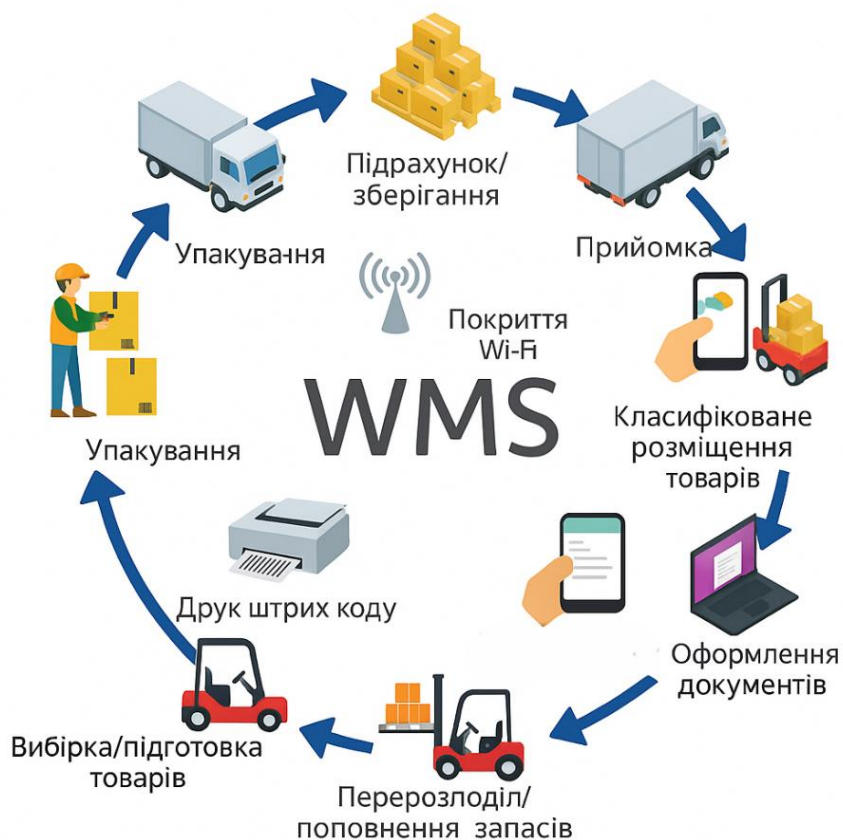 Підрахунок/
зберігання
Упакування
Прийомка
Покриття
Wi-Fi
WMS
Класифіковане
розміщення
товарів
Упакування
Друк штрих коду
Оформлення
документів
Вибірка/підготовка
товарів
Перерозлоділ/
поповнення запасів